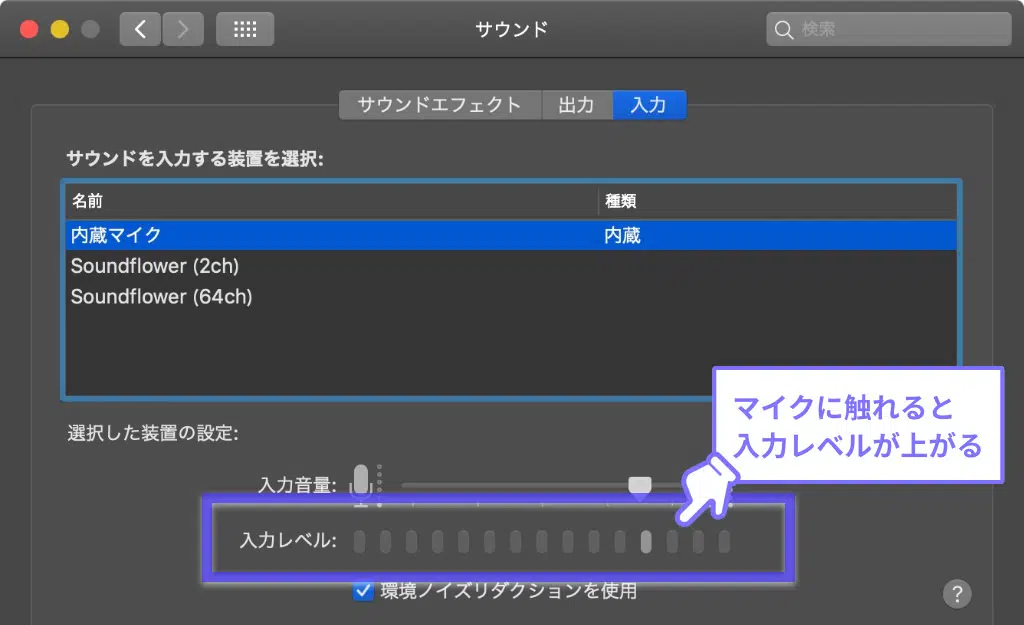 サウンド
検索
サウンドエフェクト 出力 入力
サウンドを入力する装置を選択:
名前 種類
内蔵マイク 内蔵
Soundflower (2ch)
Soundflower (64ch)
マイクに触れると
入力レベルが上がる
選択した装置の設定:
入力音量:
入力レベル:
環境ノイズリダクションを使用
?